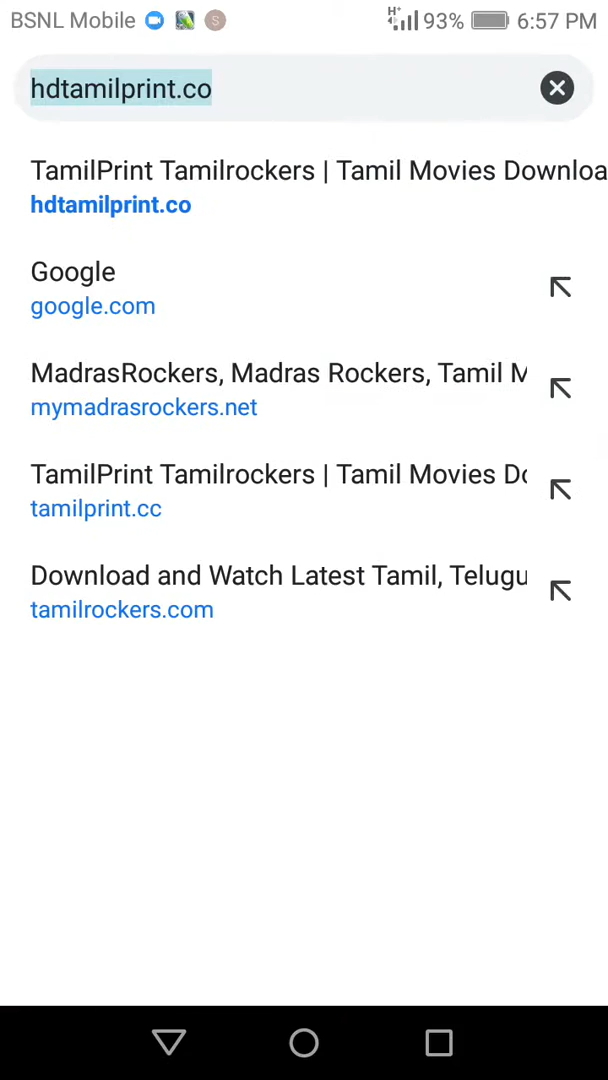 BSNL Mobile S H+ 93% 6:57 PM
hdtamilprint.co
TamilPrint Tamilrockers | Tamil Movies Downloa
hdtamilprint.co
Google
google.com
MadrasRockers, Madras Rockers, Tamil M
mymadrasrockers.net
TamilPrint Tamilrockers | Tamil Movies Do
tamilprint.cc
Download and Watch Latest Tamil, Telugu
tamilrockers.com